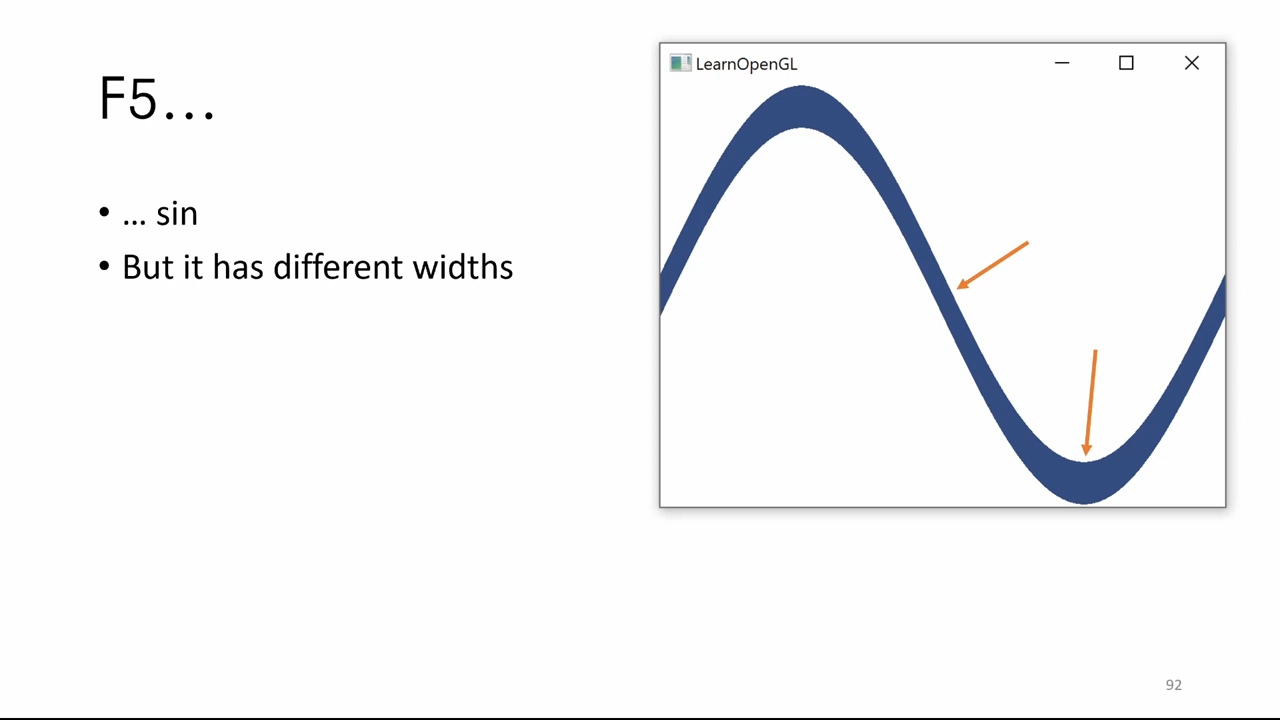 F5…
• … sin
• But it has different widths
LearnOpenGL
92